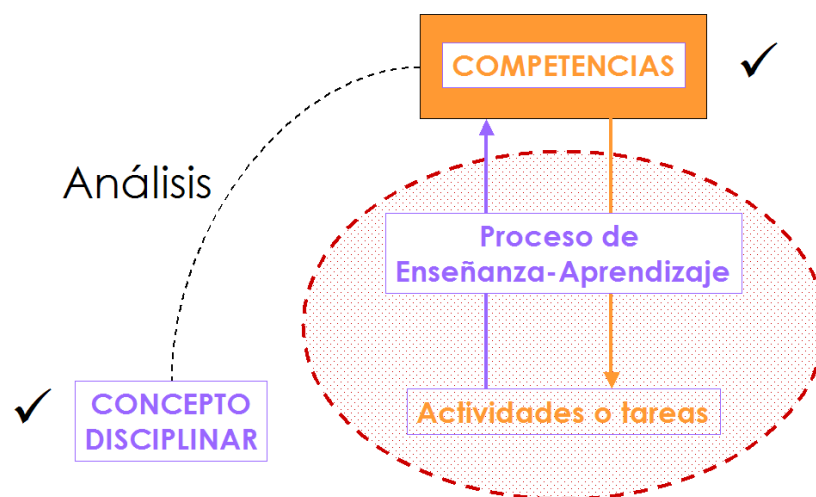 COMPETENCIAS
Análisis
Proceso de
Enseñanza-Aprendizaje
CONCEPTO
DISCIPLINAR
Actividades o tareas